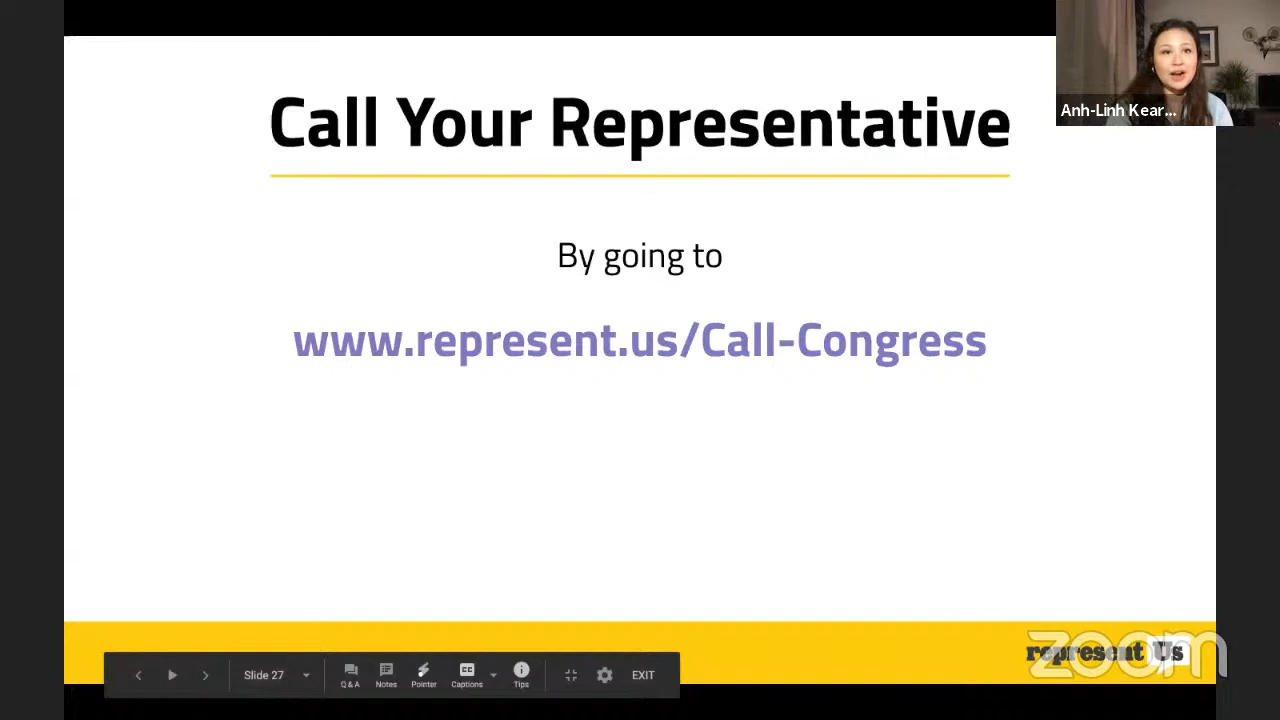 Call Your Representative
Anh-Linh Kear...
By going to
www.represent.us/Call-Congress
represent Us
zoom
Slide 27
Q & A
Notes
Pointer
CC
Captions
Tips
EXIT